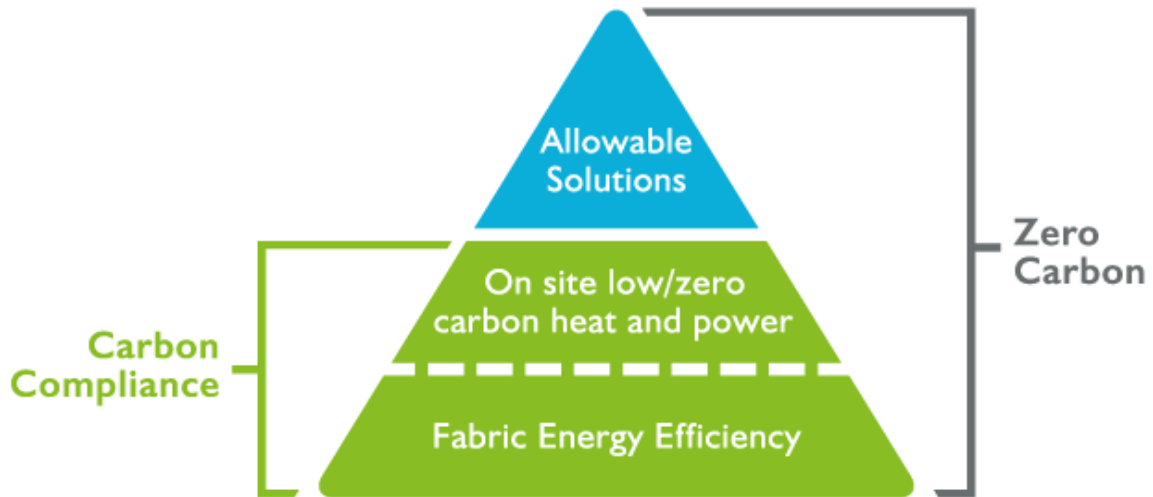 Allowable
Solutions
On site low/zero
carbon heat and power
Fabric Energy Efficiency
Carbon
Compliance
Zero
Carbon